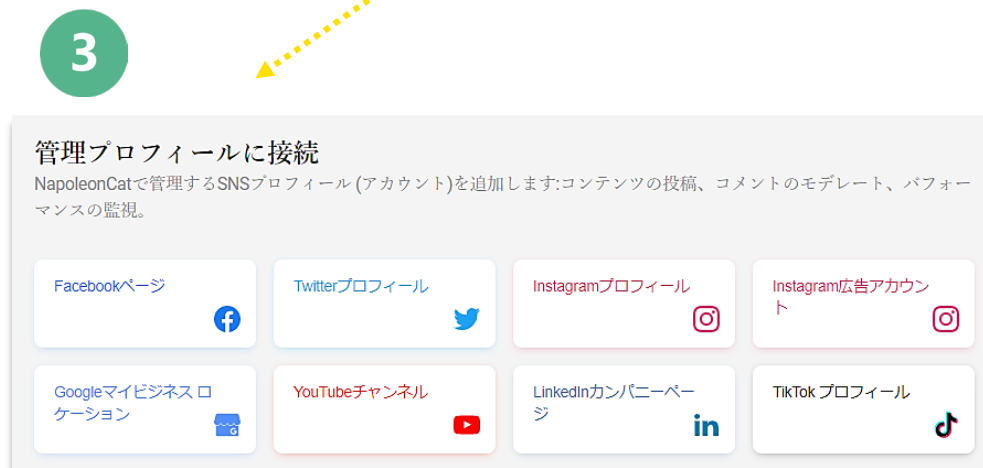 3
管理プロフィールに接続
NapoleonCatで管理するSNSプロフィール (アカウント)を追加します:コンテンツの投稿、コメントのモデレート、パフォー
マンスの監視。
Facebookページ
Twitterプロフィール
Instagramプロフィール
Instagram広告アカウン
ト
Googleマイビジネス ロ
ケーション
YouTubeチャンネル
LinkedInカンパニーペー
ジ
TikTok プロフィール